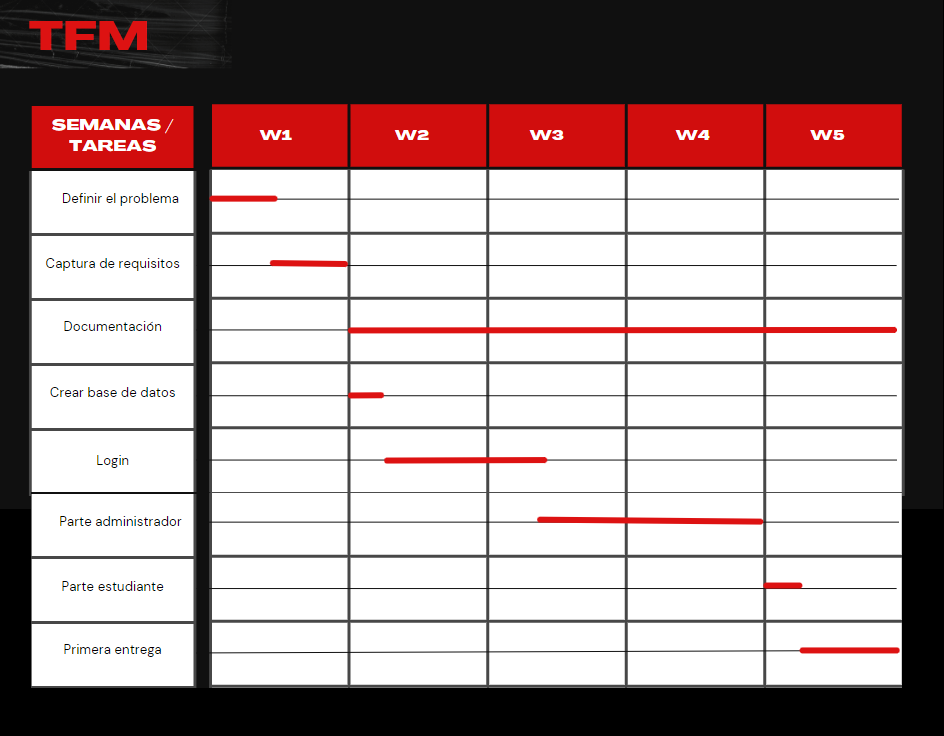 TFM
SEMANAS /
TAREAS
W1 W2 W3 W4 W5
Definir el problema
Captura de requisitos
Documentación
Crear base de datos
Login
Parte administrador
Parte estudiante
Primera entrega